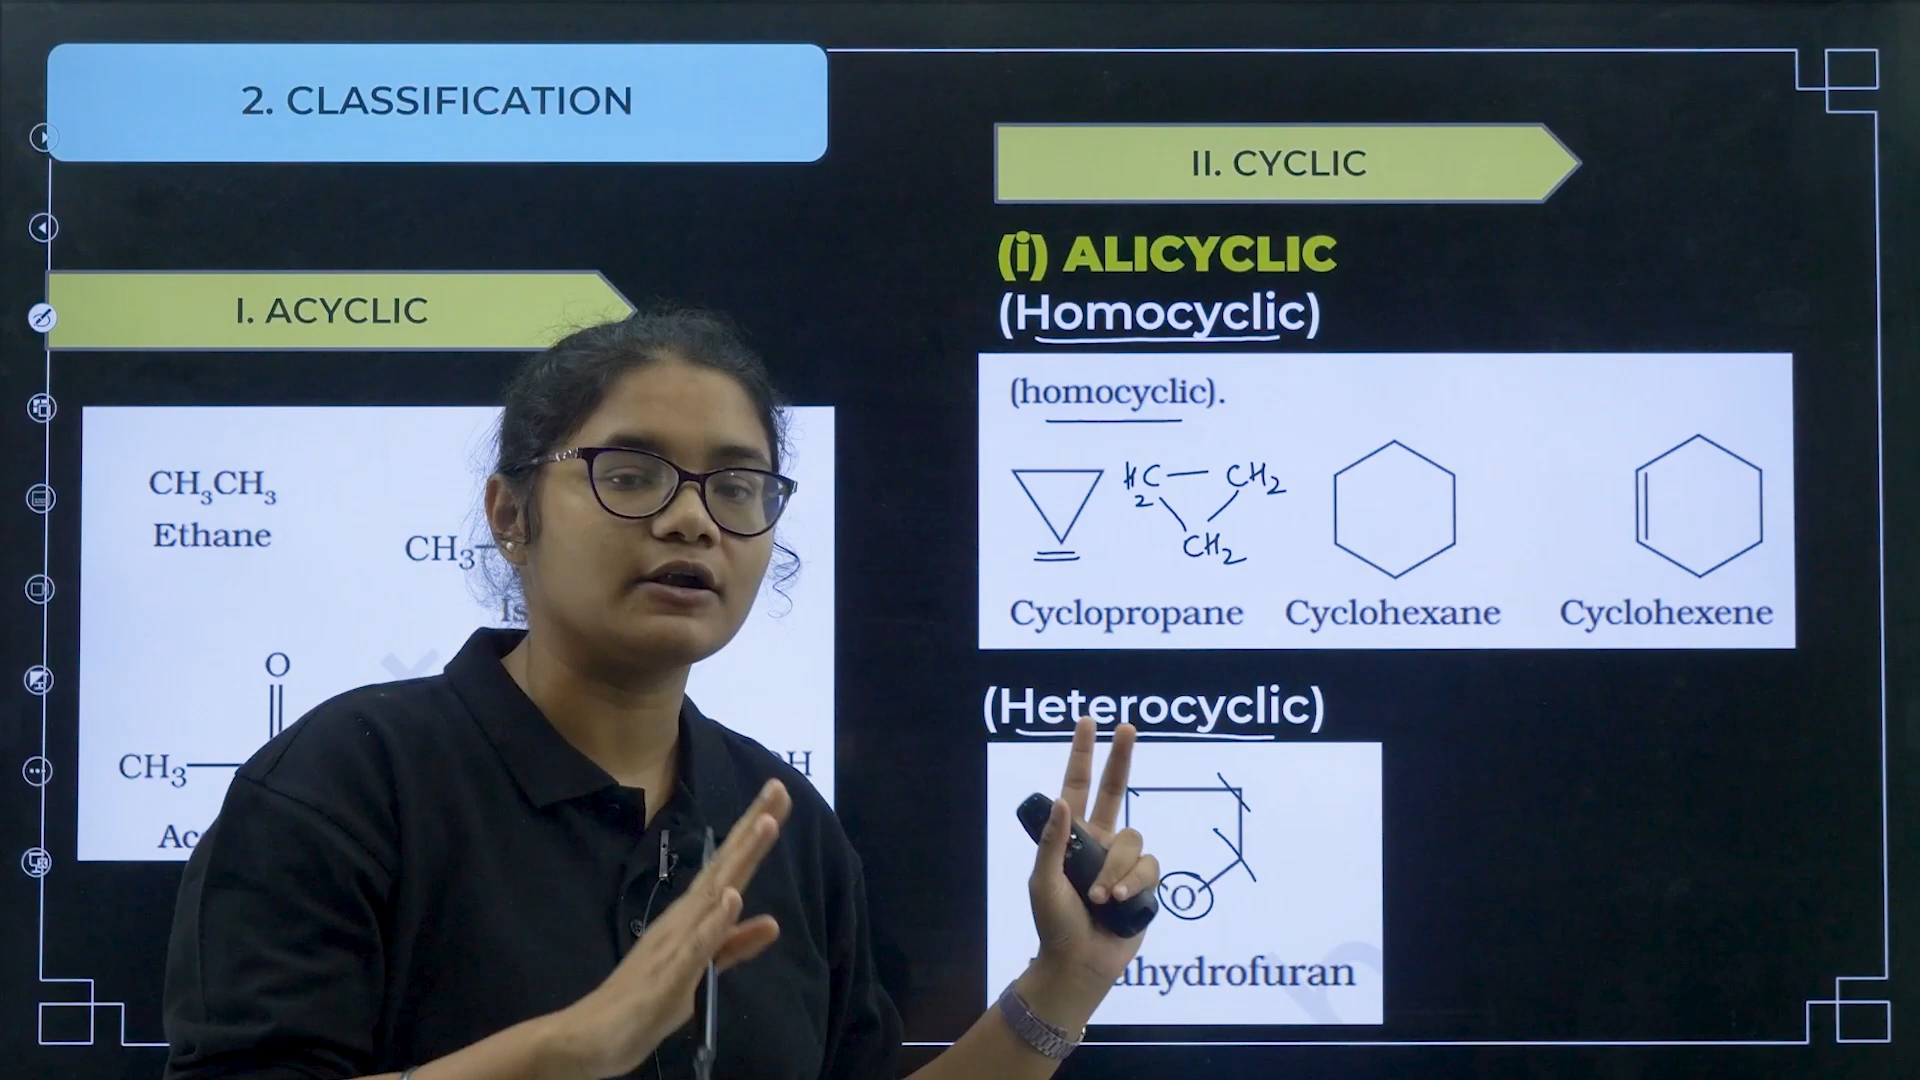 2. CLASSIFICATION
I. ACYCLIC
CH₃CH₃
Ethane
CH₃
O
CH₃
II. CYCLIC
(i) ALICYCLIC
(Homocyclic)
(homocyclic).
H₂C — CH₂
CH₂
Cyclopropane Cyclohexane Cyclohexene
(Heterocyclic)
O